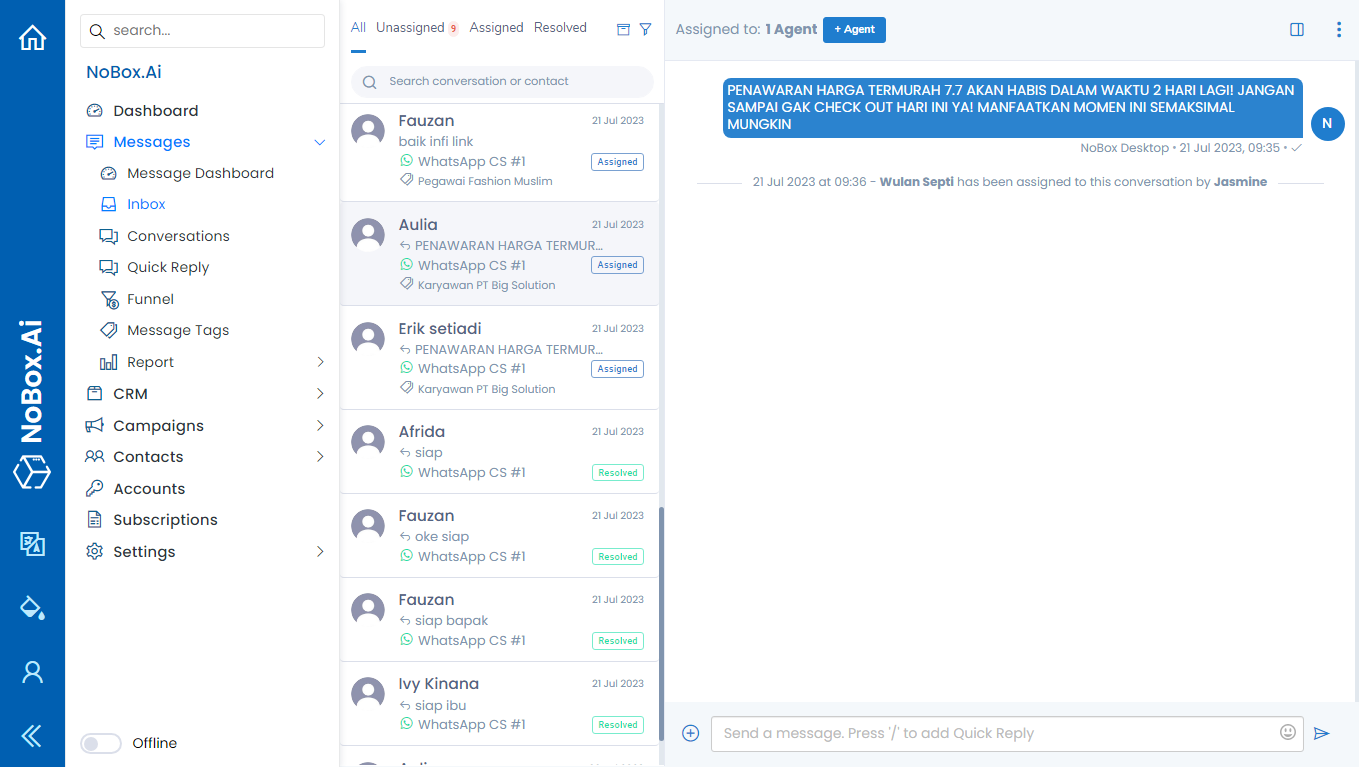 NoBox.Ai
search...
NoBox.Ai
Dashboard
Messages
Message Dashboard
Inbox
Conversations
Quick Reply
Funnel
Message Tags
Report
CRM
Campaigns
Contacts
Accounts
Subscriptions
Settings
Offline
All Unassigned 9 Assigned Resolved
Search conversation or contact
Fauzan 21 Jul 2023
baik infi link
WhatsApp CS #1 Assigned
Pegawai Fashion Muslim
Aulia 21 Jul 2023
PENAWARAN HARGA TERMUR...
WhatsApp CS #1 Assigned
Karyawan PT Big Solution
Erik setiadi 21 Jul 2023
PENAWARAN HARGA TERMUR...
WhatsApp CS #1 Assigned
Karyawan PT Big Solution
Afrida 21 Jul 2023
siap
WhatsApp CS #1 Resolved
Fauzan 21 Jul 2023
oke siap
WhatsApp CS #1 Resolved
Fauzan 21 Jul 2023
siap bapak
WhatsApp CS #1 Resolved
Ivy Kinana 21 Jul 2023
siap ibu
WhatsApp CS #1 Resolved
Assigned to: 1 Agent + Agent
PENAWARAN HARGA TERMURAH 7.7 AKAN HABIS DALAM WAKTU 2 HARI LAGI! JANGAN
SAMPAI GAK CHECK OUT HARI INI YA! MANFAATKAN MOMEN INI SEMAKSIMAL
MUNGKIN
N
NoBox Desktop • 21 Jul 2023, 09:35 •
21 Jul 2023 at 09:36 - Wulan Septi has been assigned to this conversation by Jasmine
Send a message. Press '/' to add Quick Reply